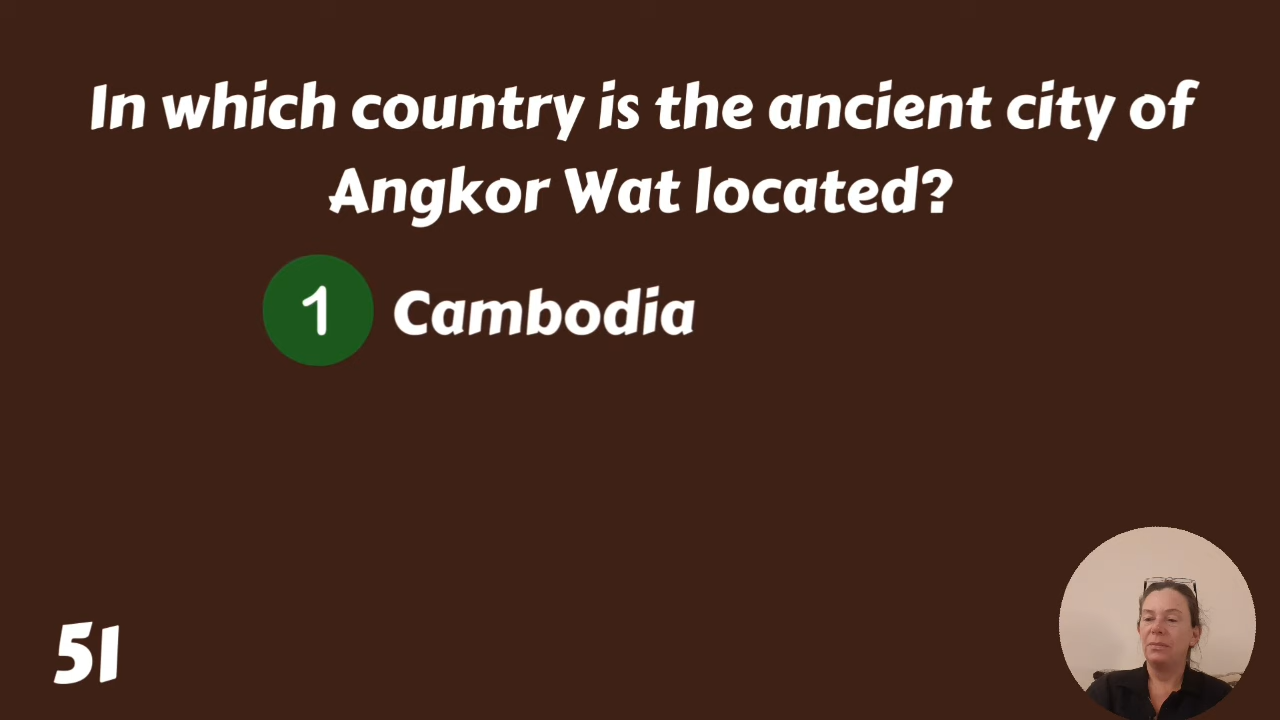 In which country is the ancient city of
Angkor Wat located?
1 Cambodia
51